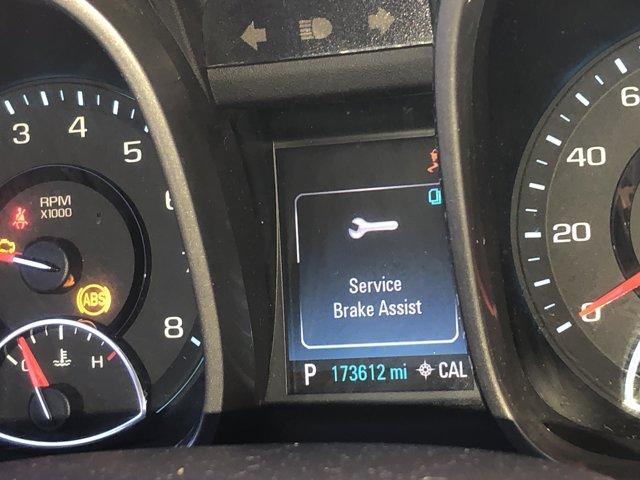 3
4
5
6
8
RPM
X1000
ABS
C
H
Service
Brake Assist
P 173612 mi CAL
60
40
20
0